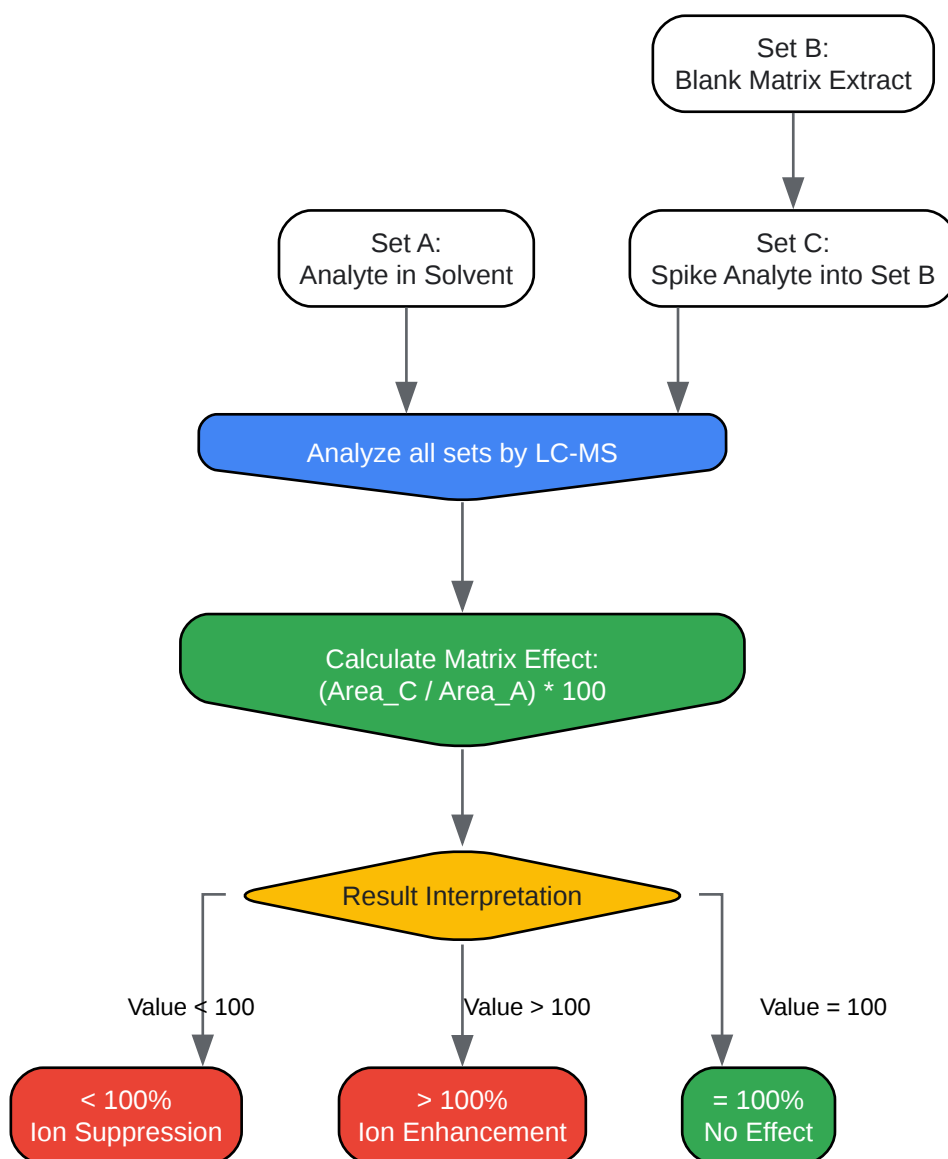 Set B:
Blank Matrix Extract
Set A:
Analyte in Solvent
Set C:
Spike Analyte into Set B
Analyze all sets by LC-MS
Calculate Matrix Effect:
(Area_C / Area_A) * 100
Result Interpretation
Value < 100
Value > 100
Value = 100
< 100%
Ion Suppression
> 100%
Ion Enhancement
= 100%
No Effect